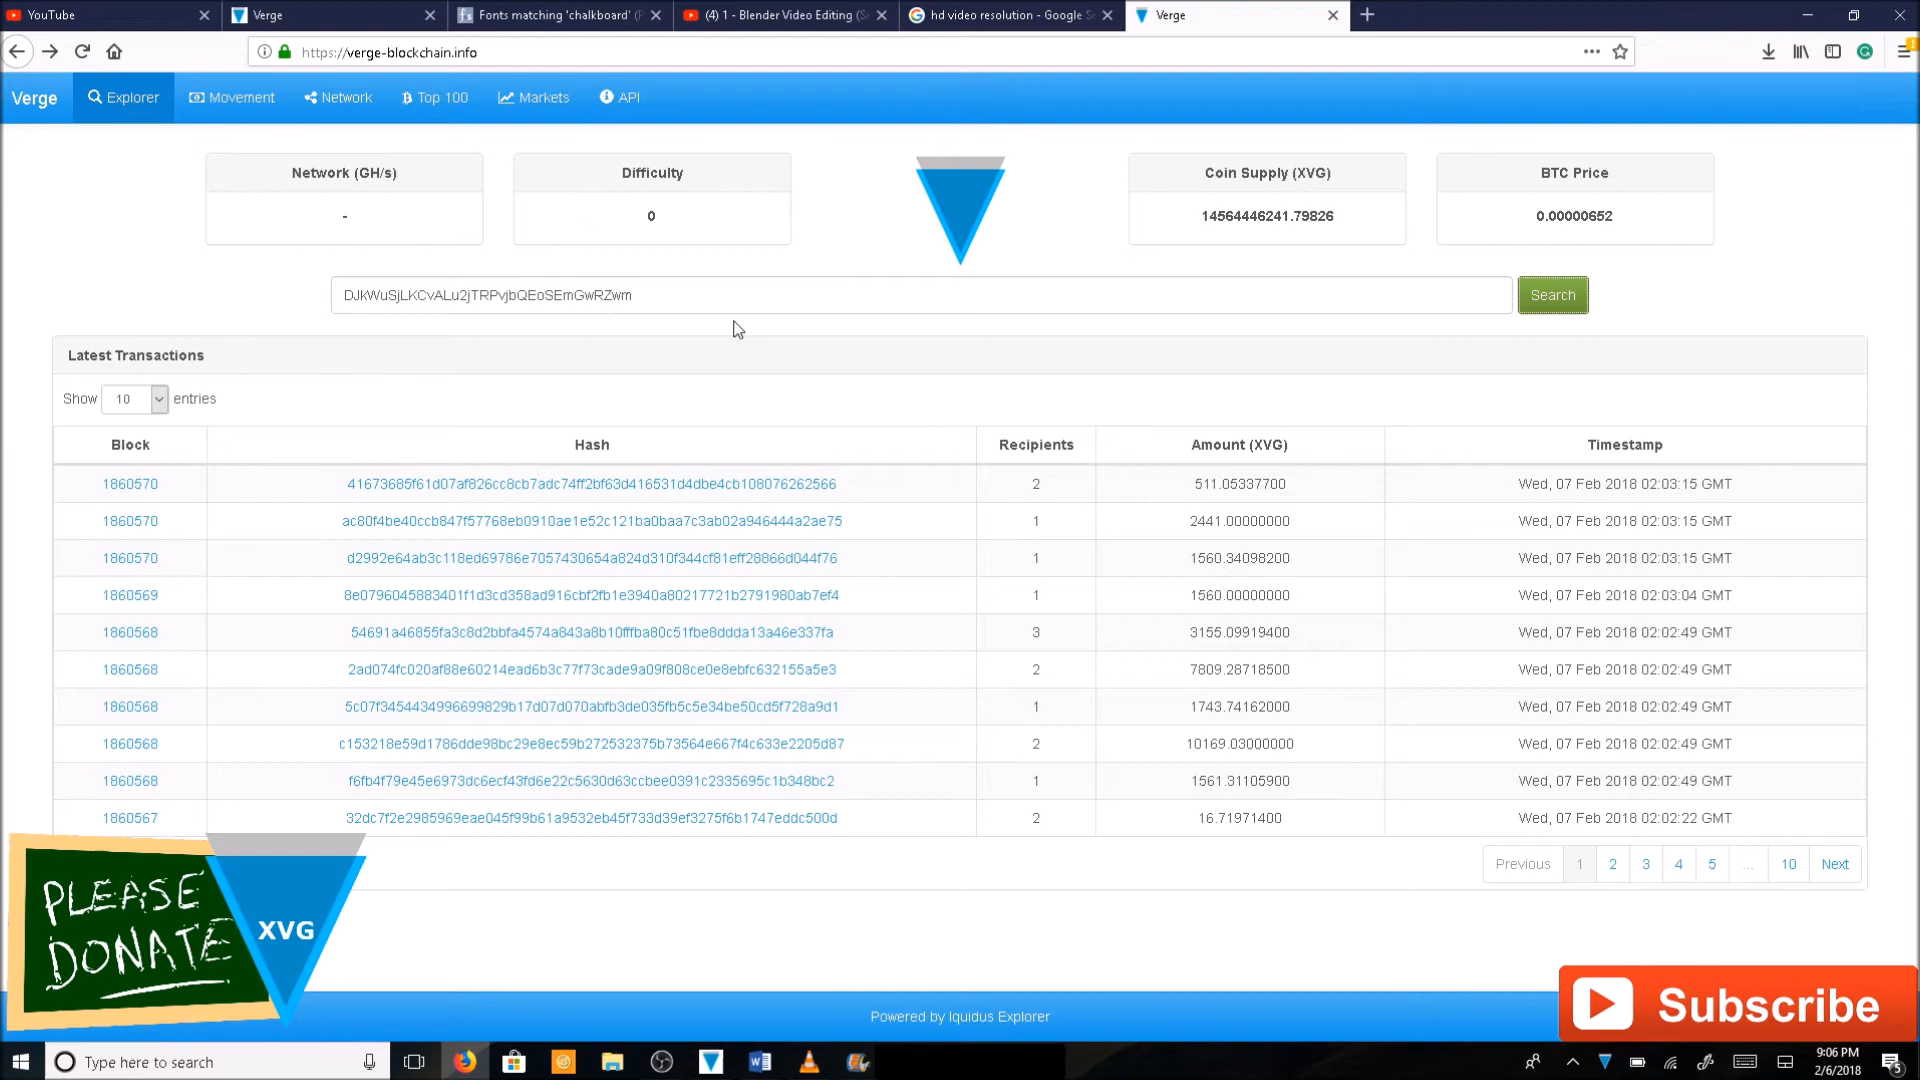 YouTube
Verge
Fonts matching 'chalkboard' (F
(4) 1 - Blender Video Editing (S
hd video resolution - Google S
Verge
https://verge-blockchain.info
Verge
Explorer
Movement
Network
Top 100
Markets
API
Network (GH/s)
-
Difficulty
0
Coin Supply (XVG)
14564446241.79826
BTC Price
0.00000652
DJkWuSjLKCvALu2jTRPvjbQEoSEmGwRZwm
Search
Latest Transactions
Show 10 entries
Block Hash Recipients Amount (XVG) Timestamp
1860570 41673685f61d07af826cc8cb7adc74ff2bf63d416531d4dbe4cb108076262566 2 511.05337700 Wed, 07 Feb 2018 02:03:15 GMT
1860570 ac80f4be40ccb847f57768eb0910ae1e52c121ba0baa7c3ab02a946444a2ae75 1 2441.00000000 Wed, 07 Feb 2018 02:03:15 GMT
1860570 d2992e64ab3c118ed69786e7057430654a824d310f344cf81eff28866d044f76 1 1560.34098200 Wed, 07 Feb 2018 02:03:15 GMT
1860569 8e0796045883401f1d3cd358ad916cbf2fb1e3940a80217721b2791980ab7ef4 1 1560.00000000 Wed, 07 Feb 2018 02:03:04 GMT
1860568 54691a46855fa3c8d2bbfa4574a843a8b10fffba80c51fbe8ddda13a46e337fa 3 3155.09919400 Wed, 07 Feb 2018 02:02:49 GMT
1860568 2ad074fc020af88e60214ead6b3c77f73cade9a09f808ce0e8ebfc632155a5e3 2 7809.28718500 Wed, 07 Feb 2018 02:02:49 GMT
1860568 5c07f3454434996699829b17d07d070abfb3de035fb5c5e34be50cd5f728a9d1 1 1743.74162000 Wed, 07 Feb 2018 02:02:49 GMT
1860568 c153218e59d1786dde98bc29e8ec59b272532375b73564e667f4c633e2205d87 2 10169.03000000 Wed, 07 Feb 2018 02:02:49 GMT
1860568 f6fb4f79e45e6973dc6ecf43fd6e22c5630d63ccbee0391c2335695c1b348bc2 1 1561.31105900 Wed, 07 Feb 2018 02:02:49 GMT
1860567 32dc7f2e2985969eae045f99b61a9532eb45f733d39ef3275f6b1747eddc500d 2 16.71971400 Wed, 07 Feb 2018 02:02:22 GMT
Previous 1 2 3 4 5 ... 10 Next
PLEASE
DONATE
XVG
Powered by Iquidus Explorer
Subscribe
Type here to search
9:06 PM
2/6/2018
5